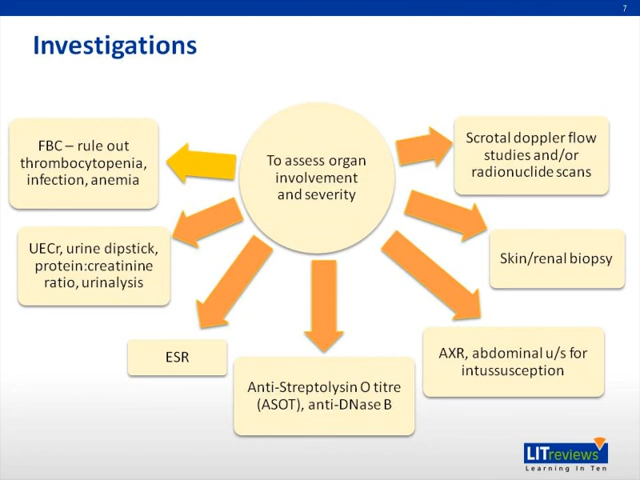 7
Investigations
FBC – rule out
thrombocytopenia,
infection, anemia
To assess organ
involvement
and severity
Scrotal doppler flow
studies and/or
radionuclide scans
UECr, urine dipstick,
protein:creatinine
ratio, urinalysis
Skin/renal biopsy
ESR
Anti-Streptolysin O titre
(ASOT), anti-DNase B
AXR, abdominal u/s for
intussusception
LITreviews
Learning In Ten